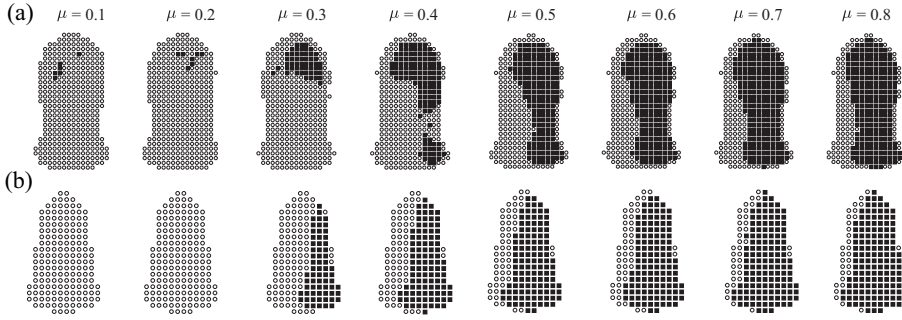 (a) μ = 0.1 μ = 0.2 μ = 0.3 μ = 0.4 μ = 0.5 μ = 0.6 μ = 0.7 μ = 0.8
(b)